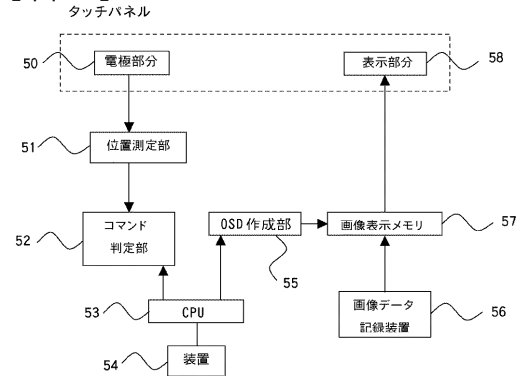 タッチパネル
50
電極部分
表示部分
58
51
位置測定部
52
コマンド
判定部
OSD作成部
55
画像表示メモリ
57
53
CPU
画像データ
記録装置
56
54
装置